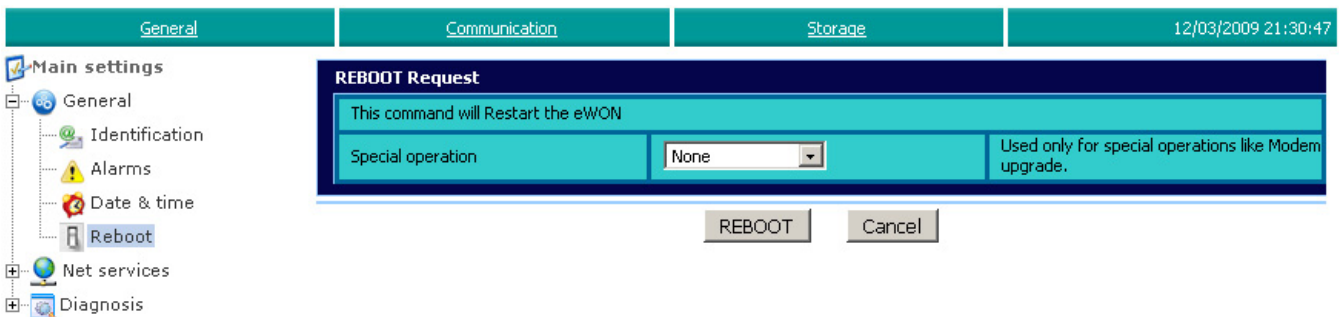 General
Communication
Storage
12/03/2009 21:30:47
Main settings
General
Identification
Alarms
Date & time
Reboot
Net services
Diagnosis
REBOOT Request
This command will Restart the eWON
Special operation
None
Used only for special operations like Modem
upgrade.
REBOOT
Cancel